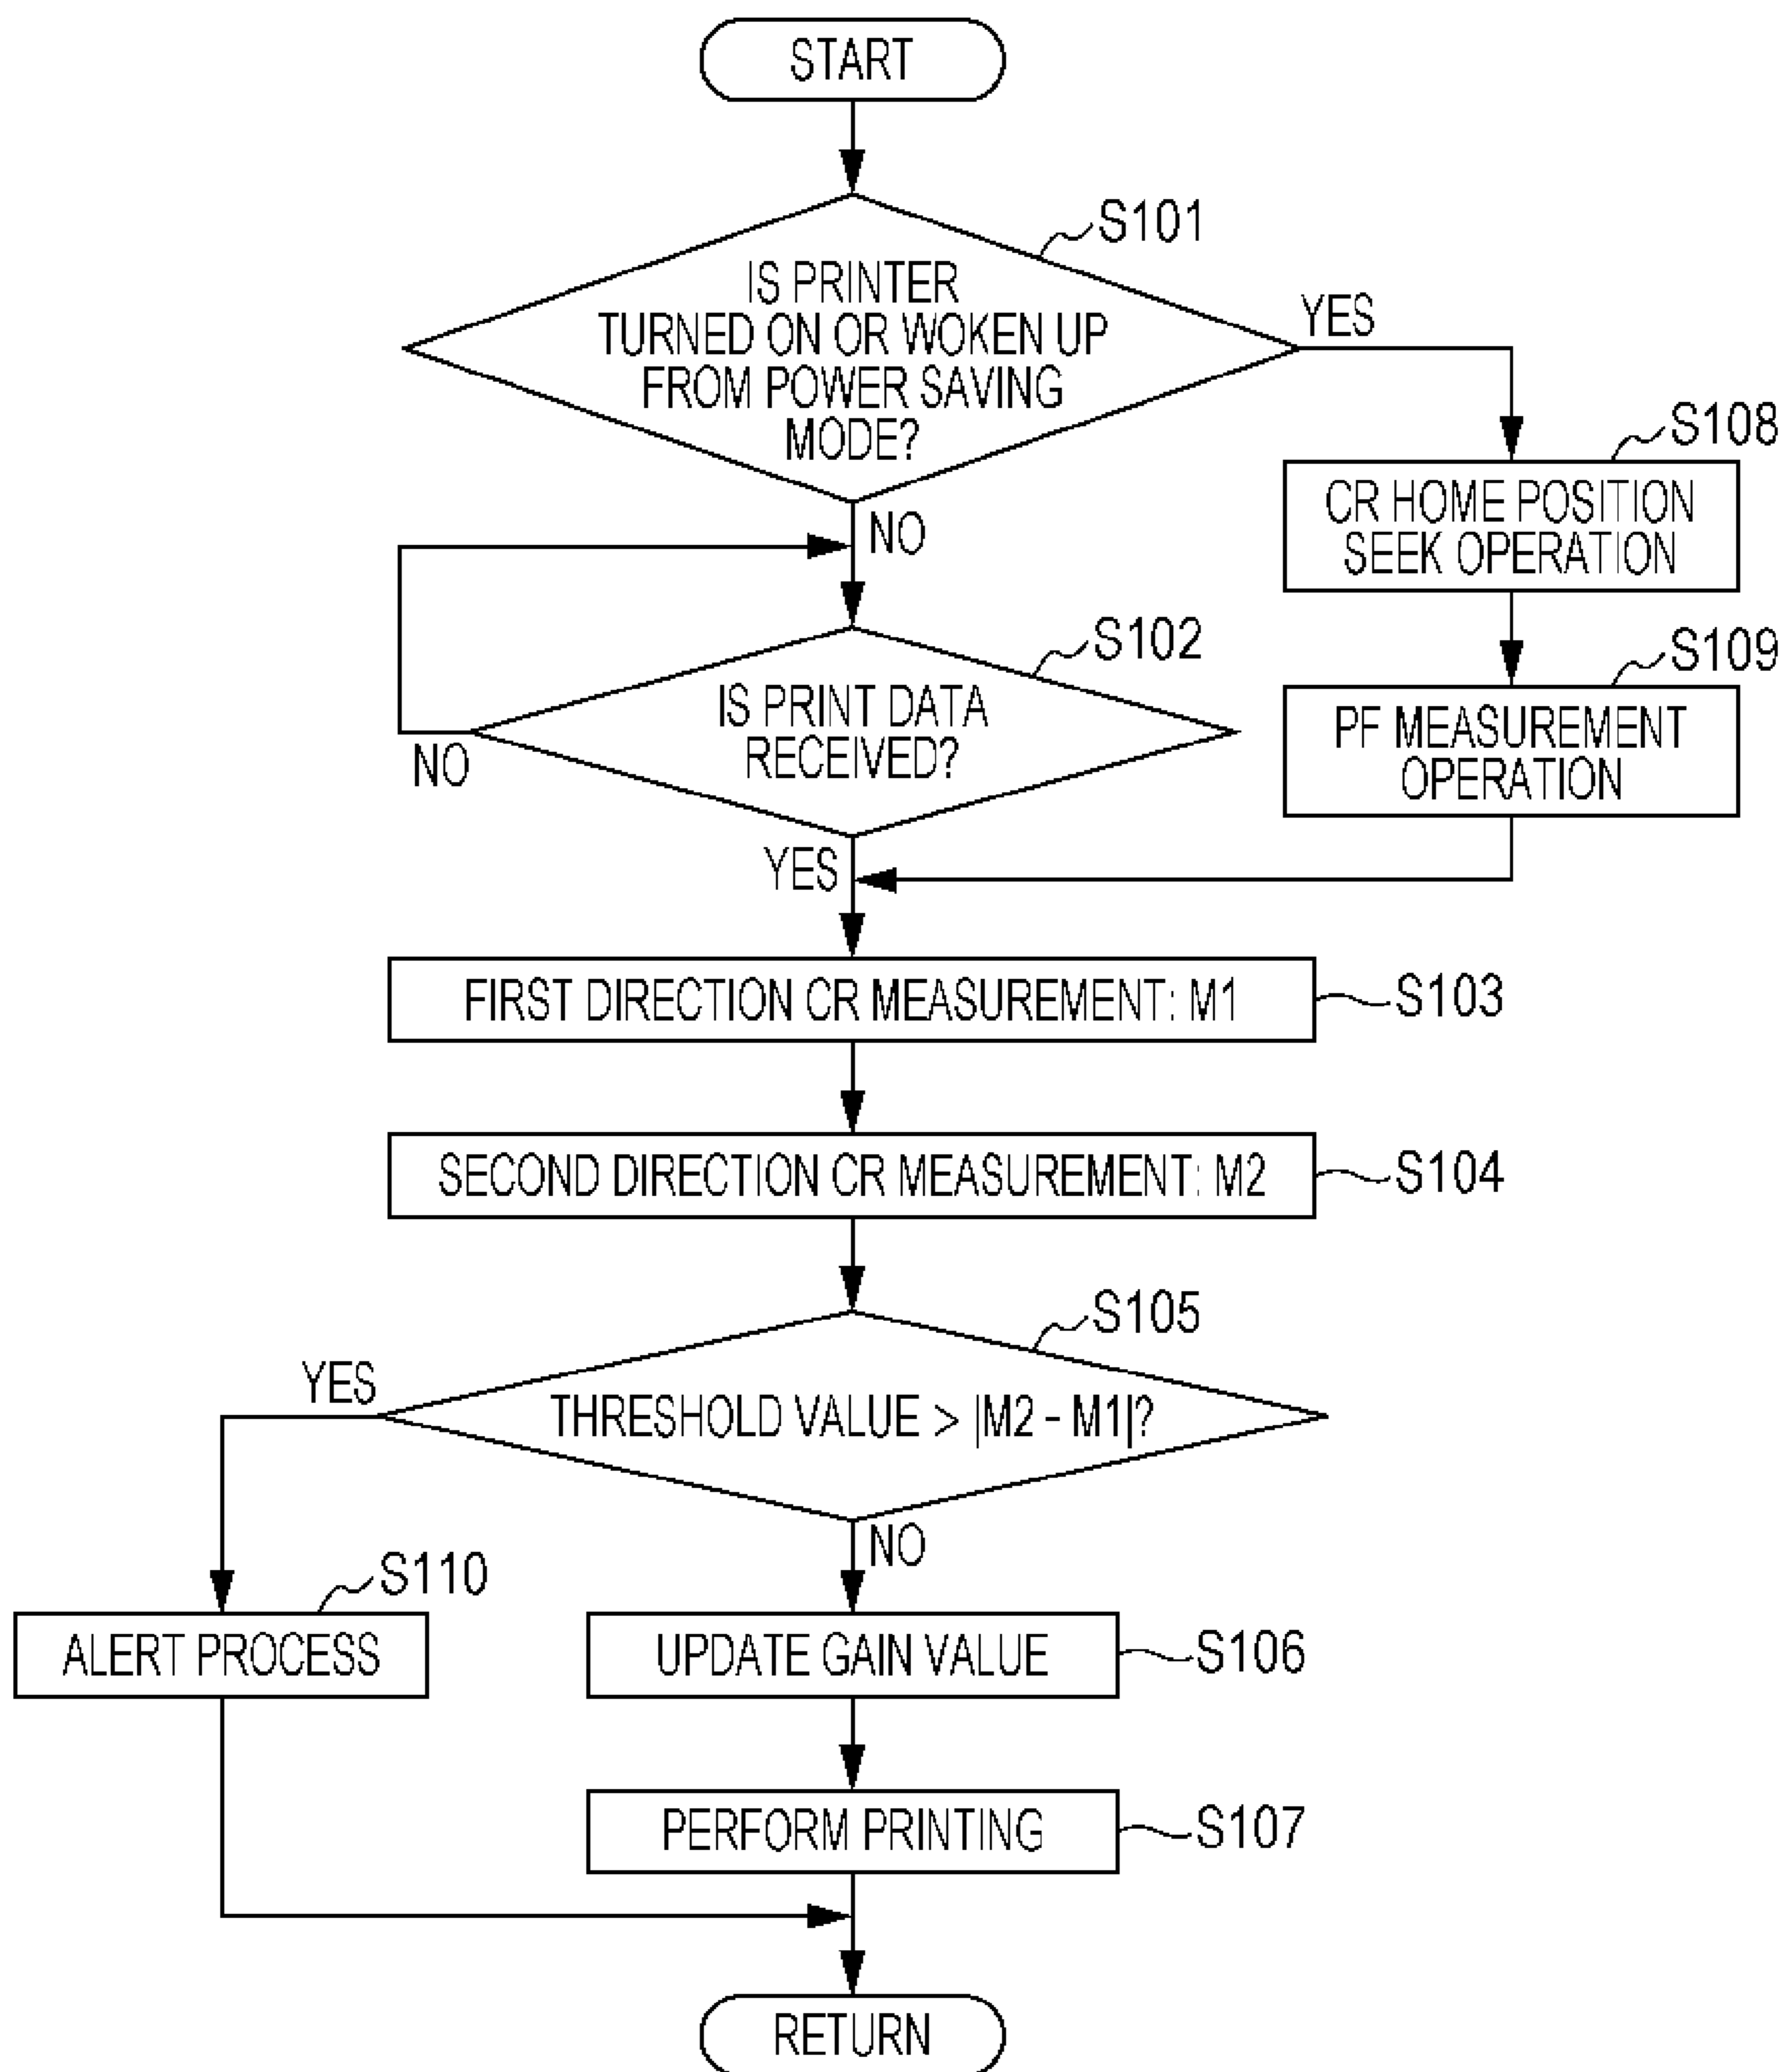 START
S101
IS PRINTER
TURNED ON OR WOKEN UP
FROM POWER SAVING
MODE?
YES
NO
S108
CR HOME POSITION
SEEK OPERATION
S102
IS PRINT DATA
RECEIVED?
NO
YES
S109
PF MEASUREMENT
OPERATION
FIRST DIRECTION CR MEASUREMENT: M1
S103
SECOND DIRECTION CR MEASUREMENT: M2
S104
S105
THRESHOLD VALUE > |M2 - M1|?
YES
NO
S110
ALERT PROCESS
UPDATE GAIN VALUE
S106
PERFORM PRINTING
S107
RETURN